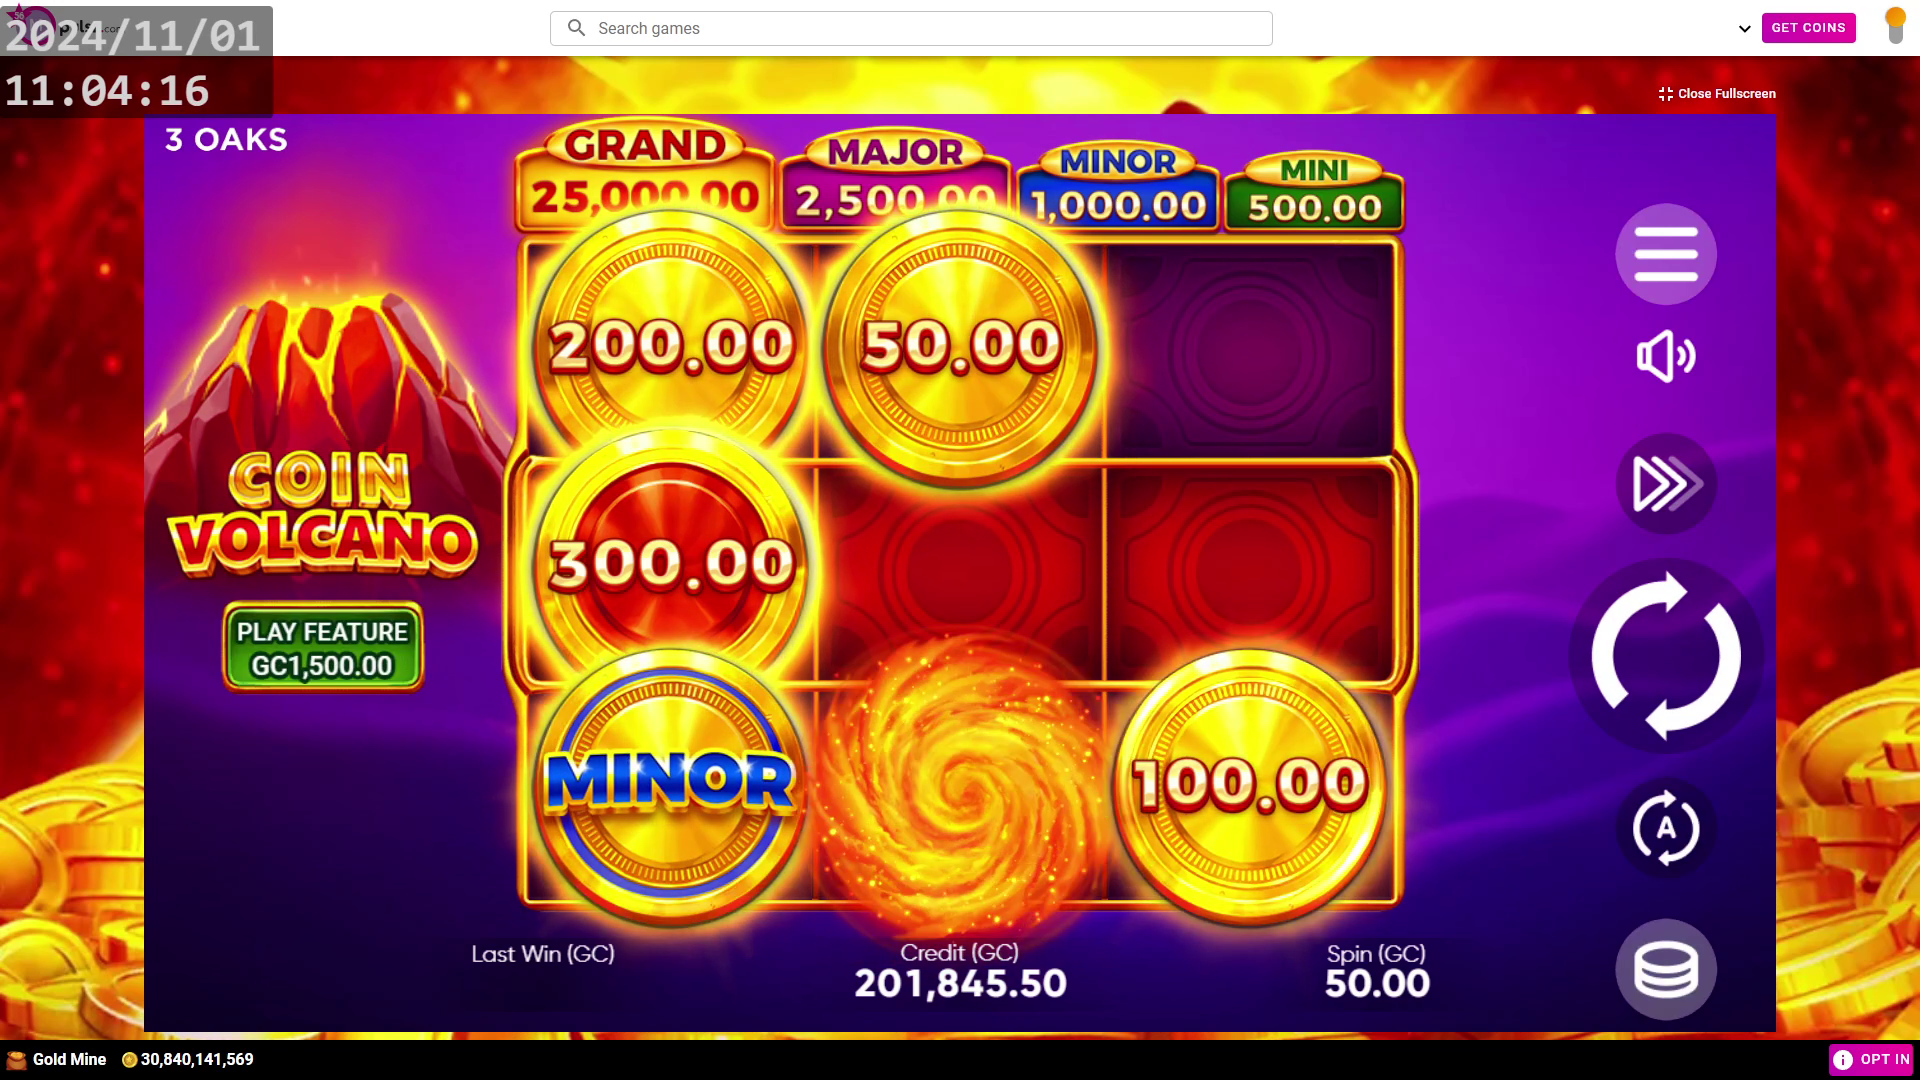 2024/11/01
11:04:16
Search games
GET COINS
Close Fullscreen
3 OAKS
GRAND
25,000.00
MAJOR
2,500.00
MINOR
1,000.00
MINI
500.00
200.00
50.00
300.00
COIN
VOLCANO
PLAY FEATURE
GC1,500.00
MINOR
100.00
A
Last Win (GC)
Credit (GC)
201,845.50
Spin (GC)
50.00
Gold Mine
30,840,141,569
OPT IN